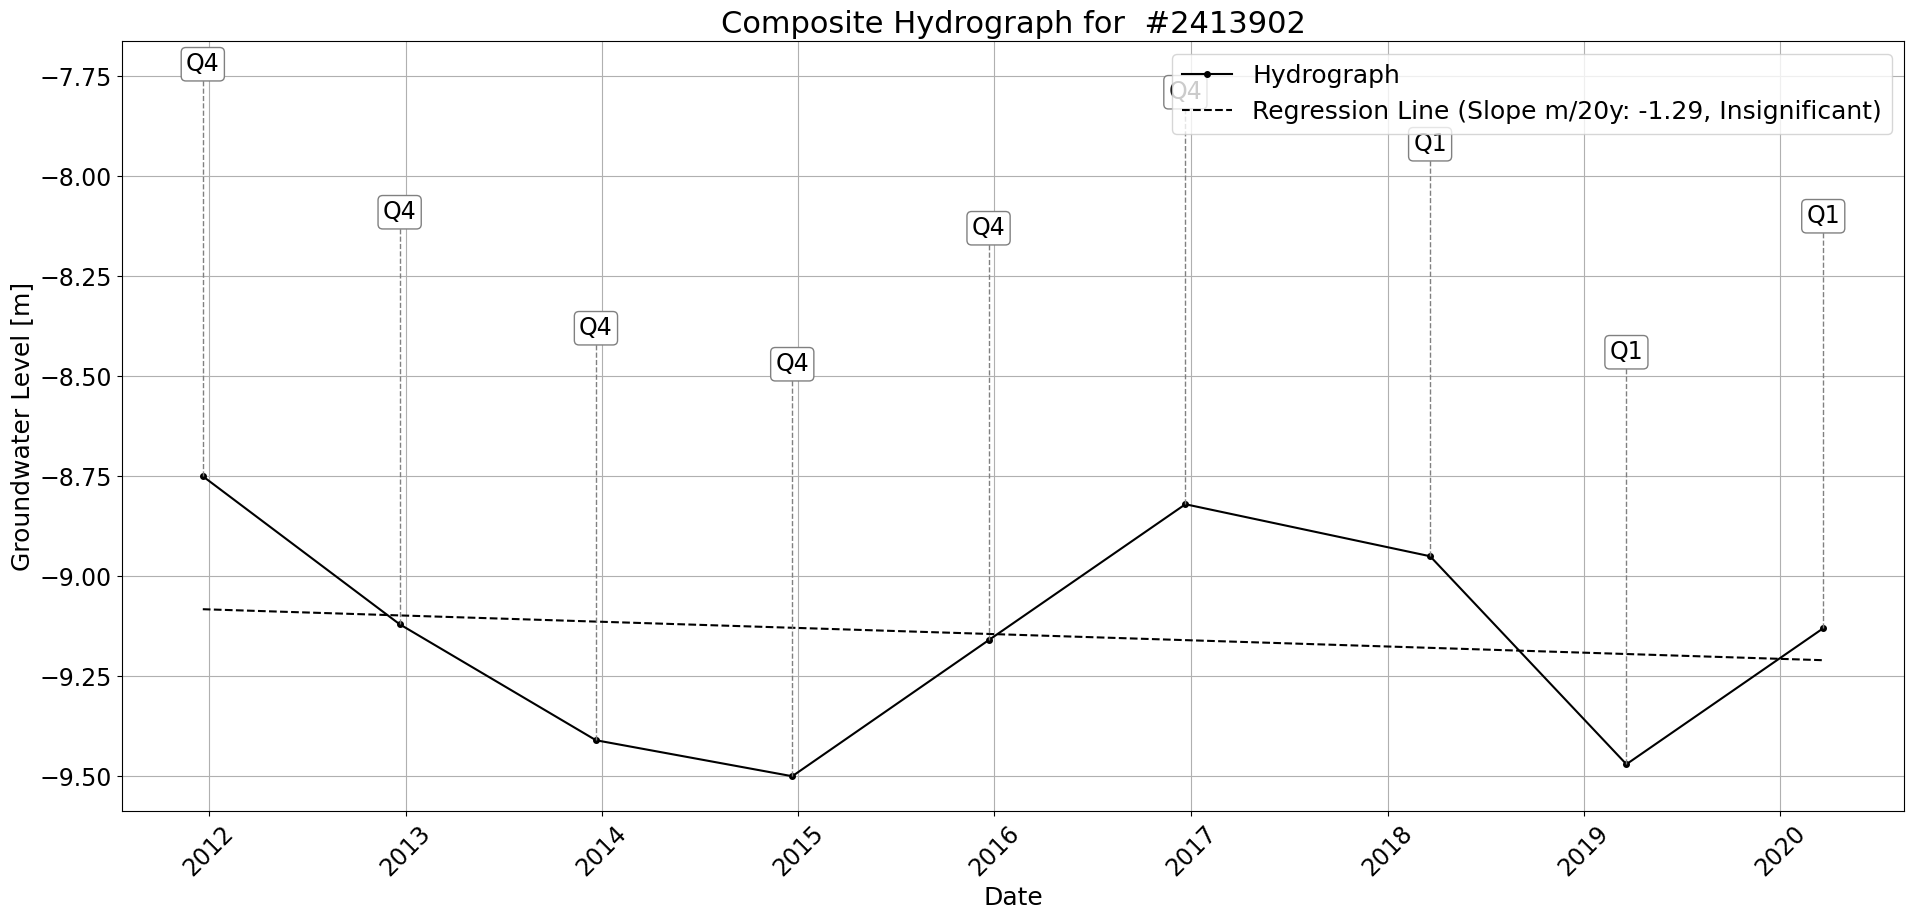 Composite Hydrograph for #2413902
Hydrograph
Regression Line (Slope m/20y: -1.29, Insignificant)
Q4
Q4
Q4
Q4
Q4
Q4
Q1
Q1
Q1
Groundwater Level [m]
−7.75
−8.00
−8.25
−8.50
−8.75
−9.00
−9.25
−9.50
2012
2013
2014
2015
2016
2017
2018
2019
2020
Date